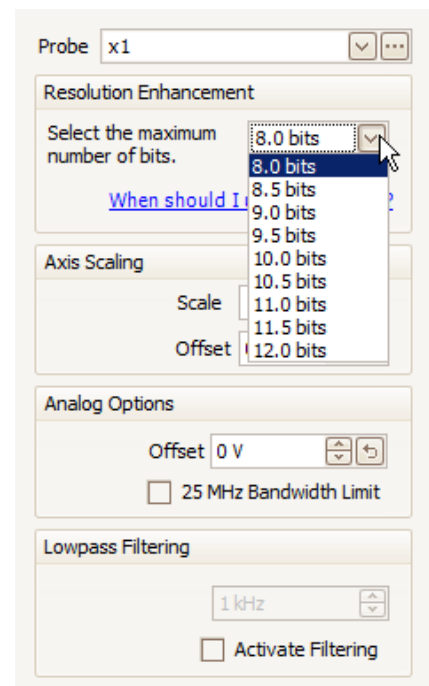 Probe x1
Resolution Enhancement
Select the maximum
number of bits.
8.0 bits
8.0 bits
8.5 bits
9.0 bits
9.5 bits
10.0 bits
10.5 bits
11.0 bits
11.5 bits
12.0 bits
When should I ?
Axis Scaling
Scale
Offset
Analog Options
Offset 0 V
25 MHz Bandwidth Limit
Lowpass Filtering
1 kHz
Activate Filtering